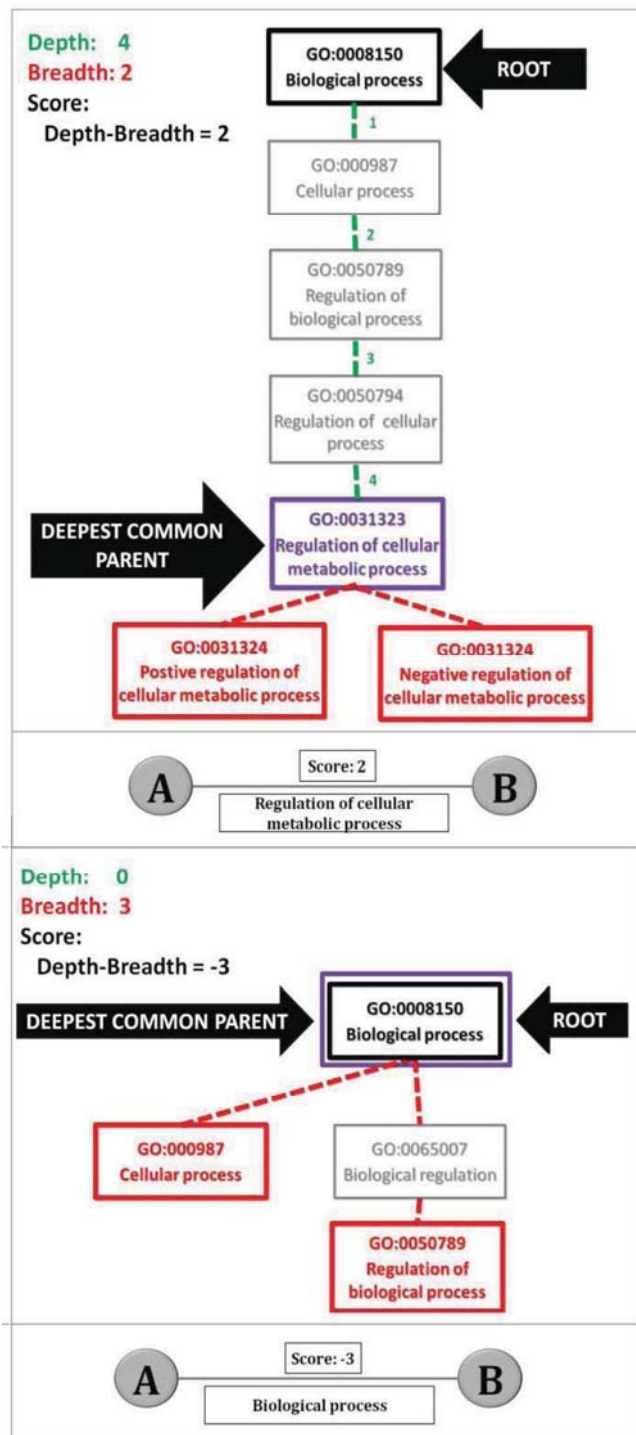 Depth: 4
Breadth: 2
Score:
Depth-Breadth = 2
GO:0008150
Biological process
ROOT
1
GO:000987
Cellular process
2
GO:0050789
Regulation of
biological process
3
GO:0050794
Regulation of cellular
process
4
DEEPEST COMMON
PARENT
GO:0031323
Regulation of cellular
metabolic process
GO:0031324
Postive regulation of
cellular metabolic process
GO:0031324
Negative regulation of
cellular metabolic process
A
Score: 2
Regulation of cellular
metabolic process
B
Depth: 0
Breadth: 3
Score:
Depth-Breadth = -3
DEEPEST COMMON PARENT
GO:0008150
Biological process
ROOT
GO:000987
Cellular process
GO:0065007
Biological regulation
GO:0050789
Regulation of
biological process
A
Score: -3
Biological process
B